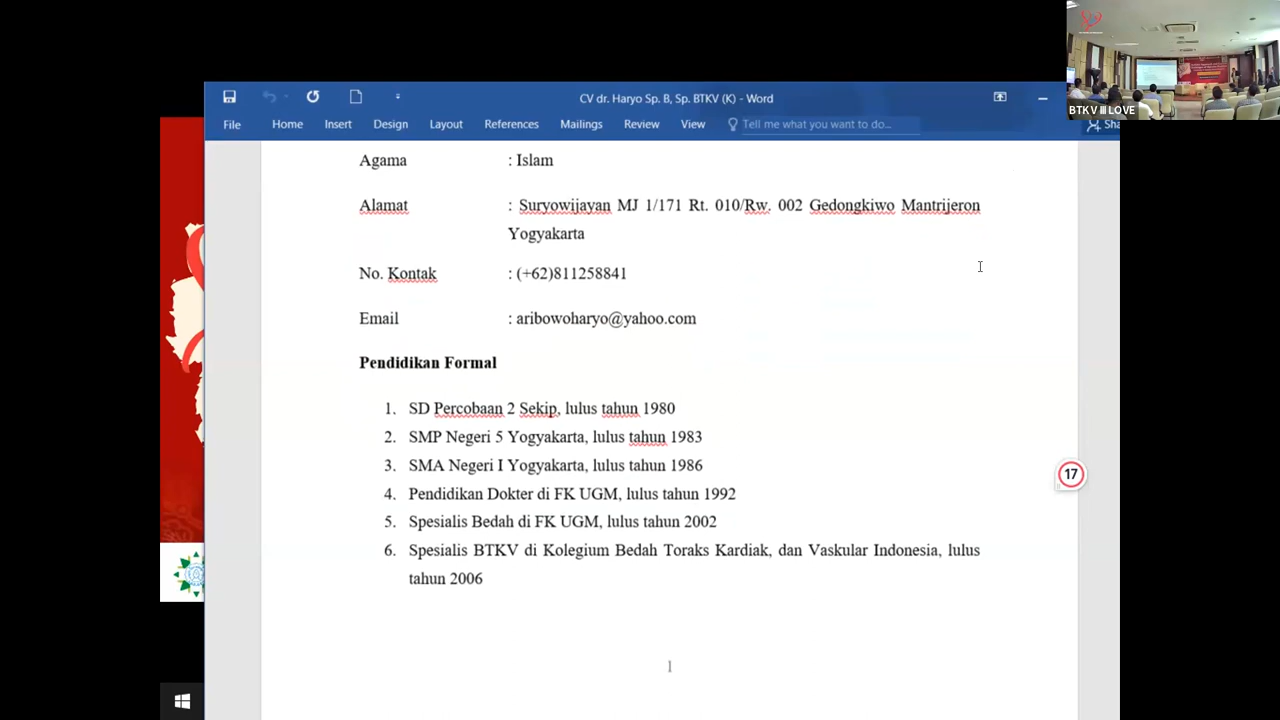 BTKV III LOVE
CV dr. Haryo Sp. B, Sp. BTKV (K) - Word
File Home Insert Design Layout References Mailings Review View Tell me what you want to do... Sha
Agama : Islam
Alamat : Suryowijayan MJ 1/171 Rt. 010/Rw. 002 Gedongkiwo Mantrijeron
Yogyakarta
No. Kontak : (+62)811258841
Email : aribowoharyo@yahoo.com
Pendidikan Formal
1. SD Percobaan 2 Sekip, lulus tahun 1980
2. SMP Negeri 5 Yogyakarta, lulus tahun 1983
3. SMA Negeri I Yogyakarta, lulus tahun 1986
17
4. Pendidikan Dokter di FK UGM, lulus tahun 1992
5. Spesialis Bedah di FK UGM, lulus tahun 2002
6. Spesialis BTKV di Kolegium Bedah Toraks Kardiak, dan Vaskular Indonesia, lulus
tahun 2006
1